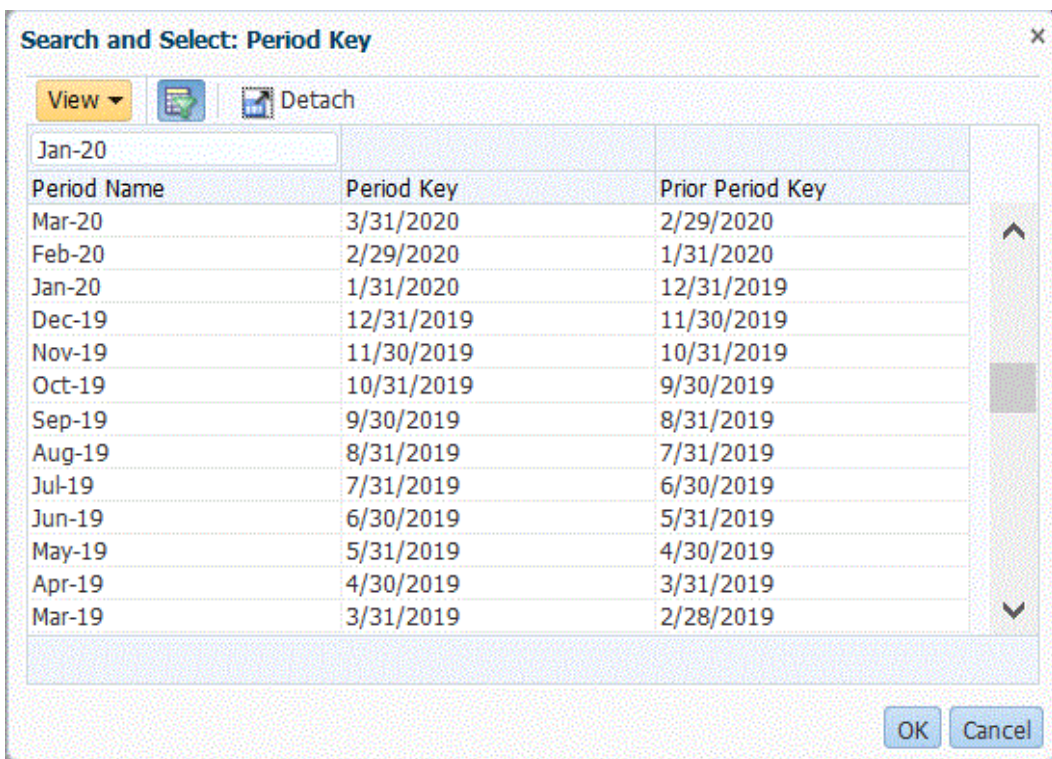 Search and Select: Period Key ×
View Detach
Jan-20
Period Name Period Key Prior Period Key
Mar-20 3/31/2020 2/29/2020
Feb-20 2/29/2020 1/31/2020
Jan-20 1/31/2020 12/31/2019
Dec-19 12/31/2019 11/30/2019
Nov-19 11/30/2019 10/31/2019
Oct-19 10/31/2019 9/30/2019
Sep-19 9/30/2019 8/31/2019
Aug-19 8/31/2019 7/31/2019
Jul-19 7/31/2019 6/30/2019
Jun-19 6/30/2019 5/31/2019
May-19 5/31/2019 4/30/2019
Apr-19 4/30/2019 3/31/2019
Mar-19 3/31/2019 2/28/2019
OK Cancel